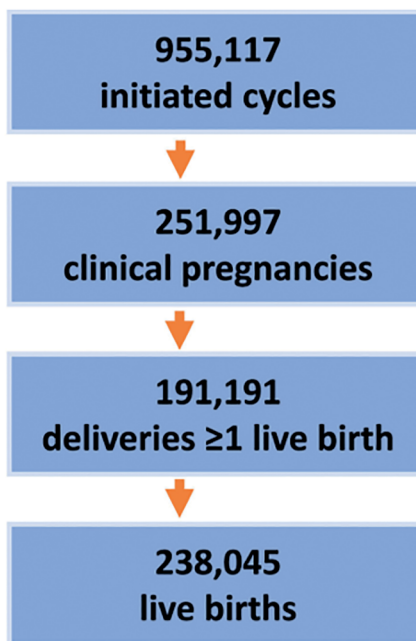 955,117
initiated cycles
251,997
clinical pregnancies
191,191
deliveries ≥1 live birth
238,045
live births